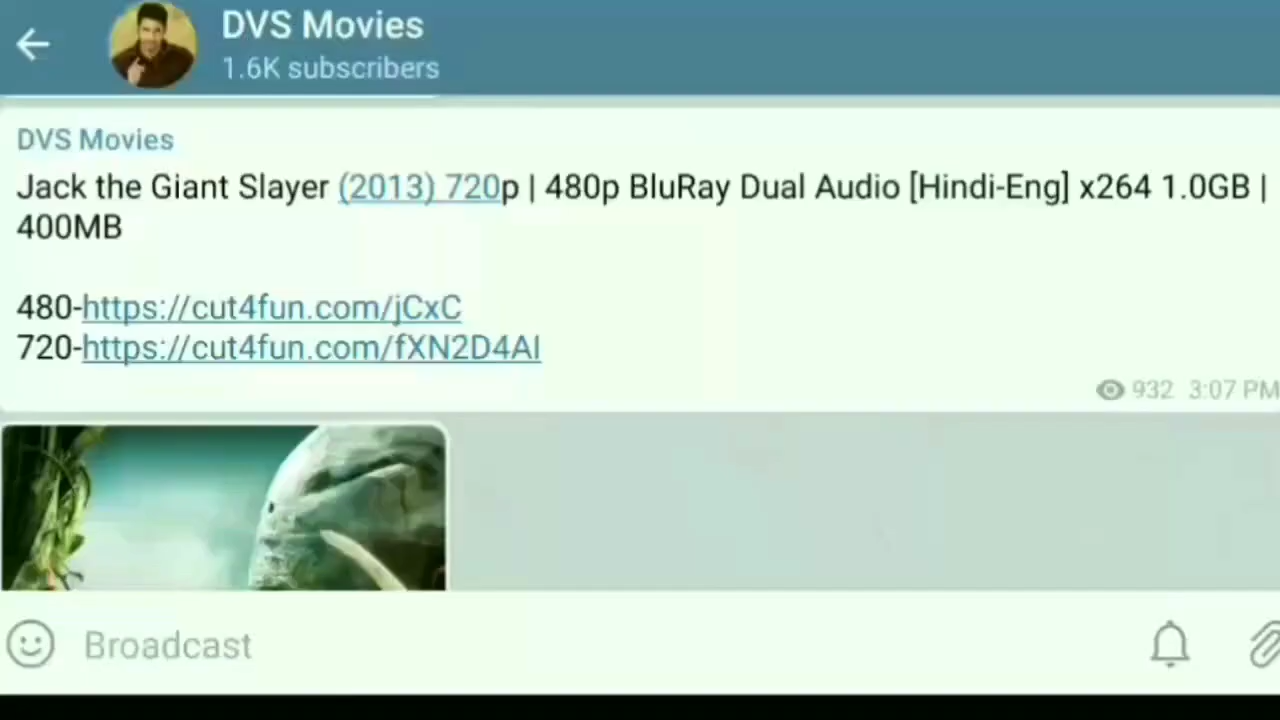 DVS Movies
1.6K subscribers
DVS Movies
Jack the Giant Slayer (2013) 720p | 480p BluRay Dual Audio [Hindi-Eng] x264 1.0GB |
400MB
480-https://cut4fun.com/jCxC
720-https://cut4fun.com/fXN2D4AI
932 3:07 PM
Broadcast